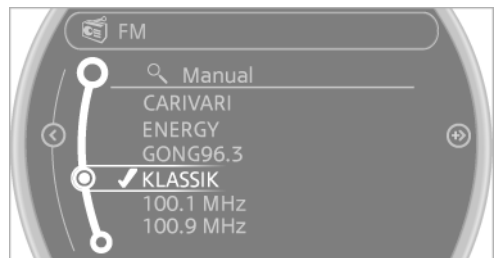 FM
Manual
CARIVARI
ENERGY
GONG96.3
KLASSIK
100.1 MHz
100.9 MHz